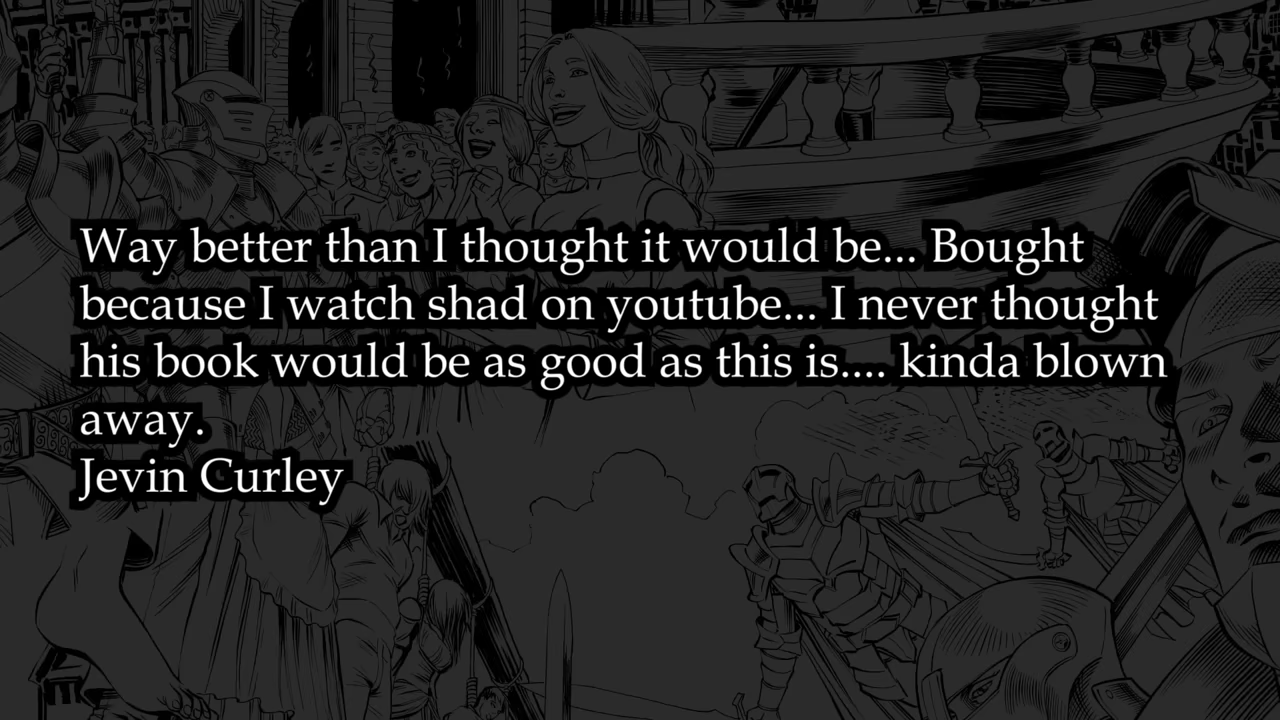 Way better than I thought it would be... Bought
because I watch shad on youtube... I never thought
his book would be as good as this is.... kinda blown
away.
Jevin Curley